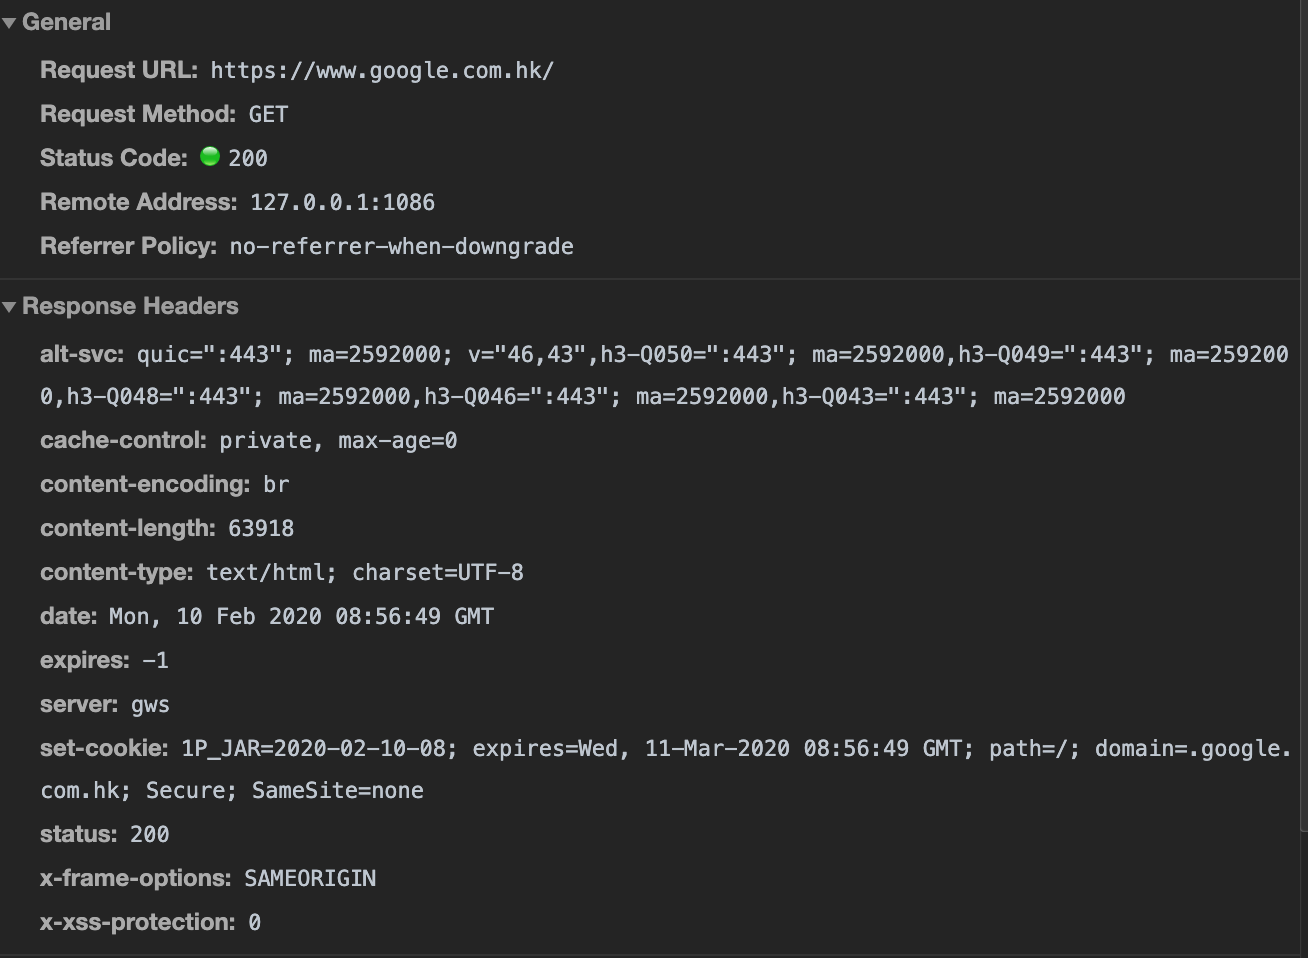 General
Request URL: https://www.google.com.hk/
Request Method: GET
Status Code: 200
Remote Address: 127.0.0.1:1086
Referrer Policy: no-referrer-when-downgrade
Response Headers
alt-svc: quic=":443"; ma=2592000; v="46,43",h3-Q050=":443"; ma=2592000,h3-Q049=":443"; ma=259200
0,h3-Q048=":443"; ma=2592000,h3-Q046=":443"; ma=2592000,h3-Q043=":443"; ma=2592000
cache-control: private, max-age=0
content-encoding: br
content-length: 63918
content-type: text/html; charset=UTF-8
date: Mon, 10 Feb 2020 08:56:49 GMT
expires: -1
server: gws
set-cookie: 1P_JAR=2020-02-10-08; expires=Wed, 11-Mar-2020 08:56:49 GMT; path=/; domain=.google.
com.hk; Secure; SameSite=none
status: 200
x-frame-options: SAMEORIGIN
x-xss-protection: 0